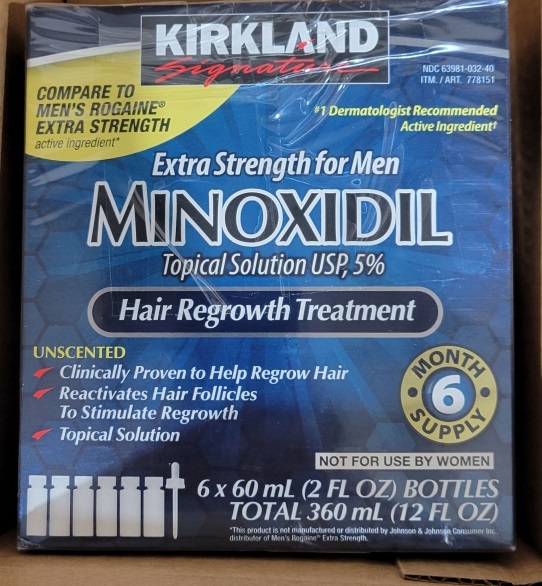 KIRKLAND
Signature
NDC 63981-032-40
ITM. / ART. 778151
COMPARE TO
MEN'S ROGAINE®
EXTRA STRENGTH
active ingredient*
#1 Dermatologist Recommended
Active Ingredient†
Extra Strength for Men
MINOXIDIL
Topical Solution USP, 5%
Hair Regrowth Treatment
UNSCENTED
Clinically Proven to Help Regrow Hair
Reactivates Hair Follicles
To Stimulate Regrowth
Topical Solution
MONTH
6
SUPPLY
NOT FOR USE BY WOMEN
6 x 60 mL (2 FL OZ) BOTTLES
TOTAL 360 mL (12 FL OZ)
*This product is not manufactured or distributed by Johnson & Johnson Consumer Inc.
distributor of Men's Rogaine® Extra Strength.